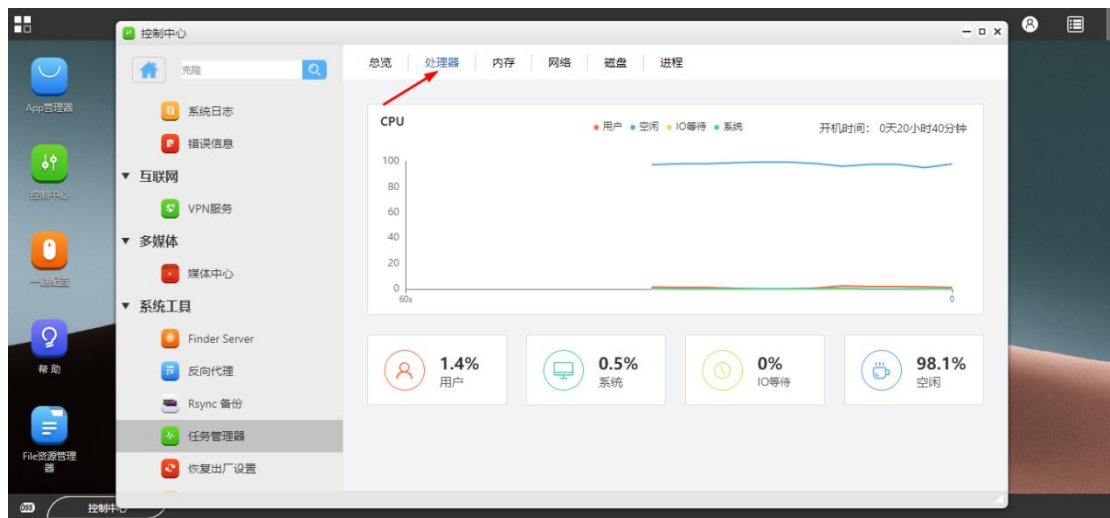 控制中心
App管理器
控制中心
一键配置
帮 助
File资源管理
器
克隆
系统日志
错误信息
互联网
VPN服务
多媒体
媒体中心
系统工具
Finder Server
反向代理
Rsync 备份
任务管理器
恢复出厂设置
总览 处理器 内存 网络 磁盘 进程
CPU
用户 空闲 IO等待 系统
开机时间： 0天20小时40分钟
100
80
60
40
20
0
60s 0
1.4%
用户
0.5%
系统
0%
IO等待
98.1%
空闲
控制中心